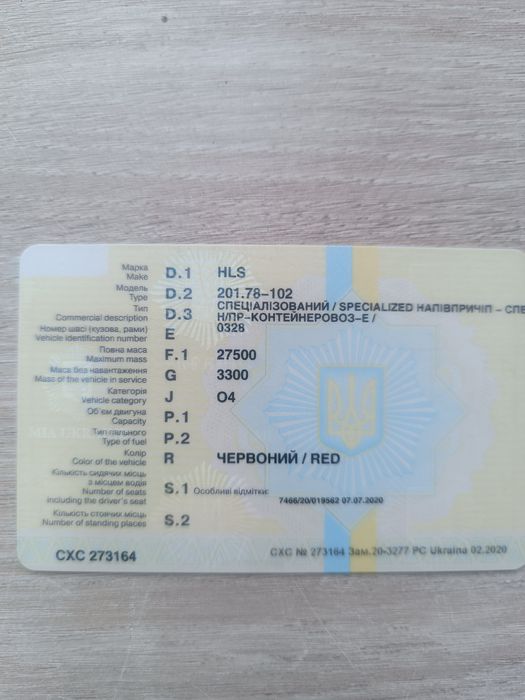 Марка
Make
D.1 HLS
Модель
Type
D.2 201.78-102
Тип
Commercial description
D.3 СПЕЦІАЛІЗОВАНИЙ / SPECIALIZED НАПІВПРИЧІП - СПЕ
Н/ПР-КОНТЕЙНЕРОВОЗ-Е /
Номер шасі (кузова, рами)
Vehicle identification number
E 0328
Повна маса
Maximum mass
F.1 27500
Маса без навантаження
Mass of the vehicle in service
G 3300
Категорія
Vehicle category
J O4
Об'єм двигуна
Capacity
P.1
Тип пального
Type of fuel
P.2
Колір
Color of the vehicle
R ЧЕРВОНИЙ / RED
Кількість сидячих місць
з місцем водія
Number of seats
including the driver's seat
S.1 Особливі відмітки:
7466/20/019562 07.07.2020
Кількість стоячих місць
Number of standing places
S.2
СХС 273164
СХС № 273164 Зам.20-3277 РС Ukraina 02.2020